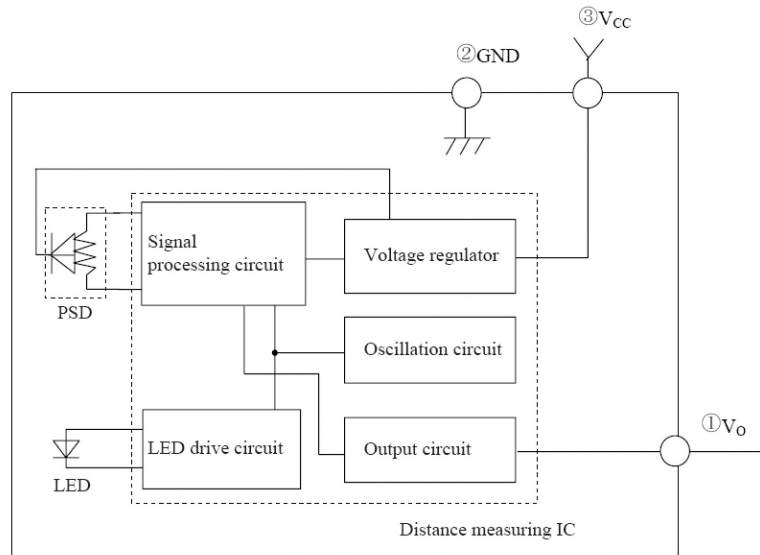 ③VCC
②GND
Signal
processing circuit
Voltage regulator
PSD
Oscillation circuit
LED drive circuit
Output circuit
①VO
LED
Distance measuring IC